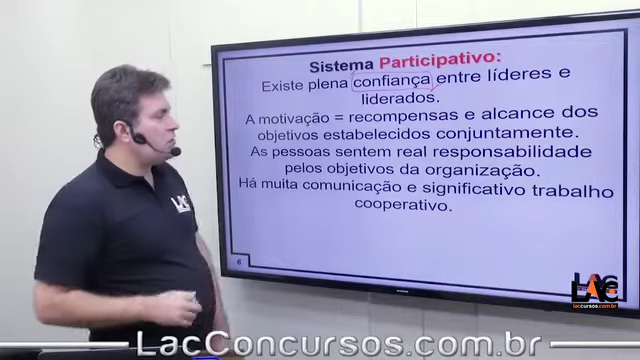 Sistema Participativo:
Existe plena confiança entre líderes e
liderados.
A motivação = recompensas e alcance dos
objetivos estabelecidos conjuntamente.
As pessoas sentem real responsabilidade
pelos objetivos da organização.
Há muita comunicação e significativo trabalho
cooperativo.
6
LAC
laccursos.com.br
LacConcursos.com.br